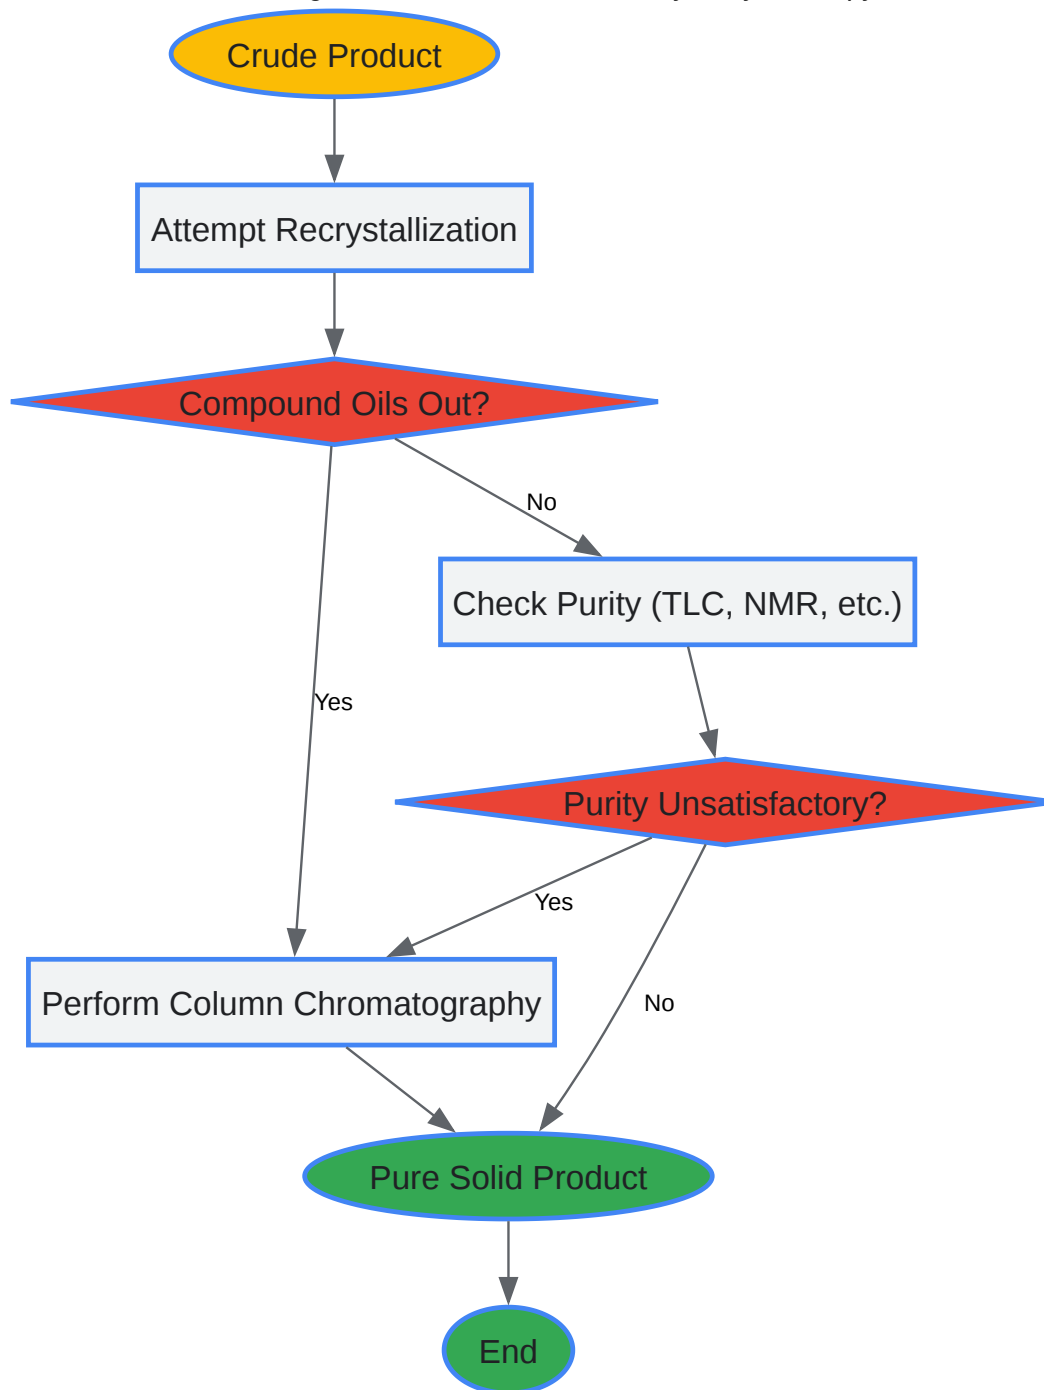 Crude Product
Attempt Recrystallization
Compound Oils Out?
No
Check Purity (TLC, NMR, etc.)
Yes
Purity Unsatisfactory?
Yes
Perform Column Chromatography
No
Pure Solid Product
End